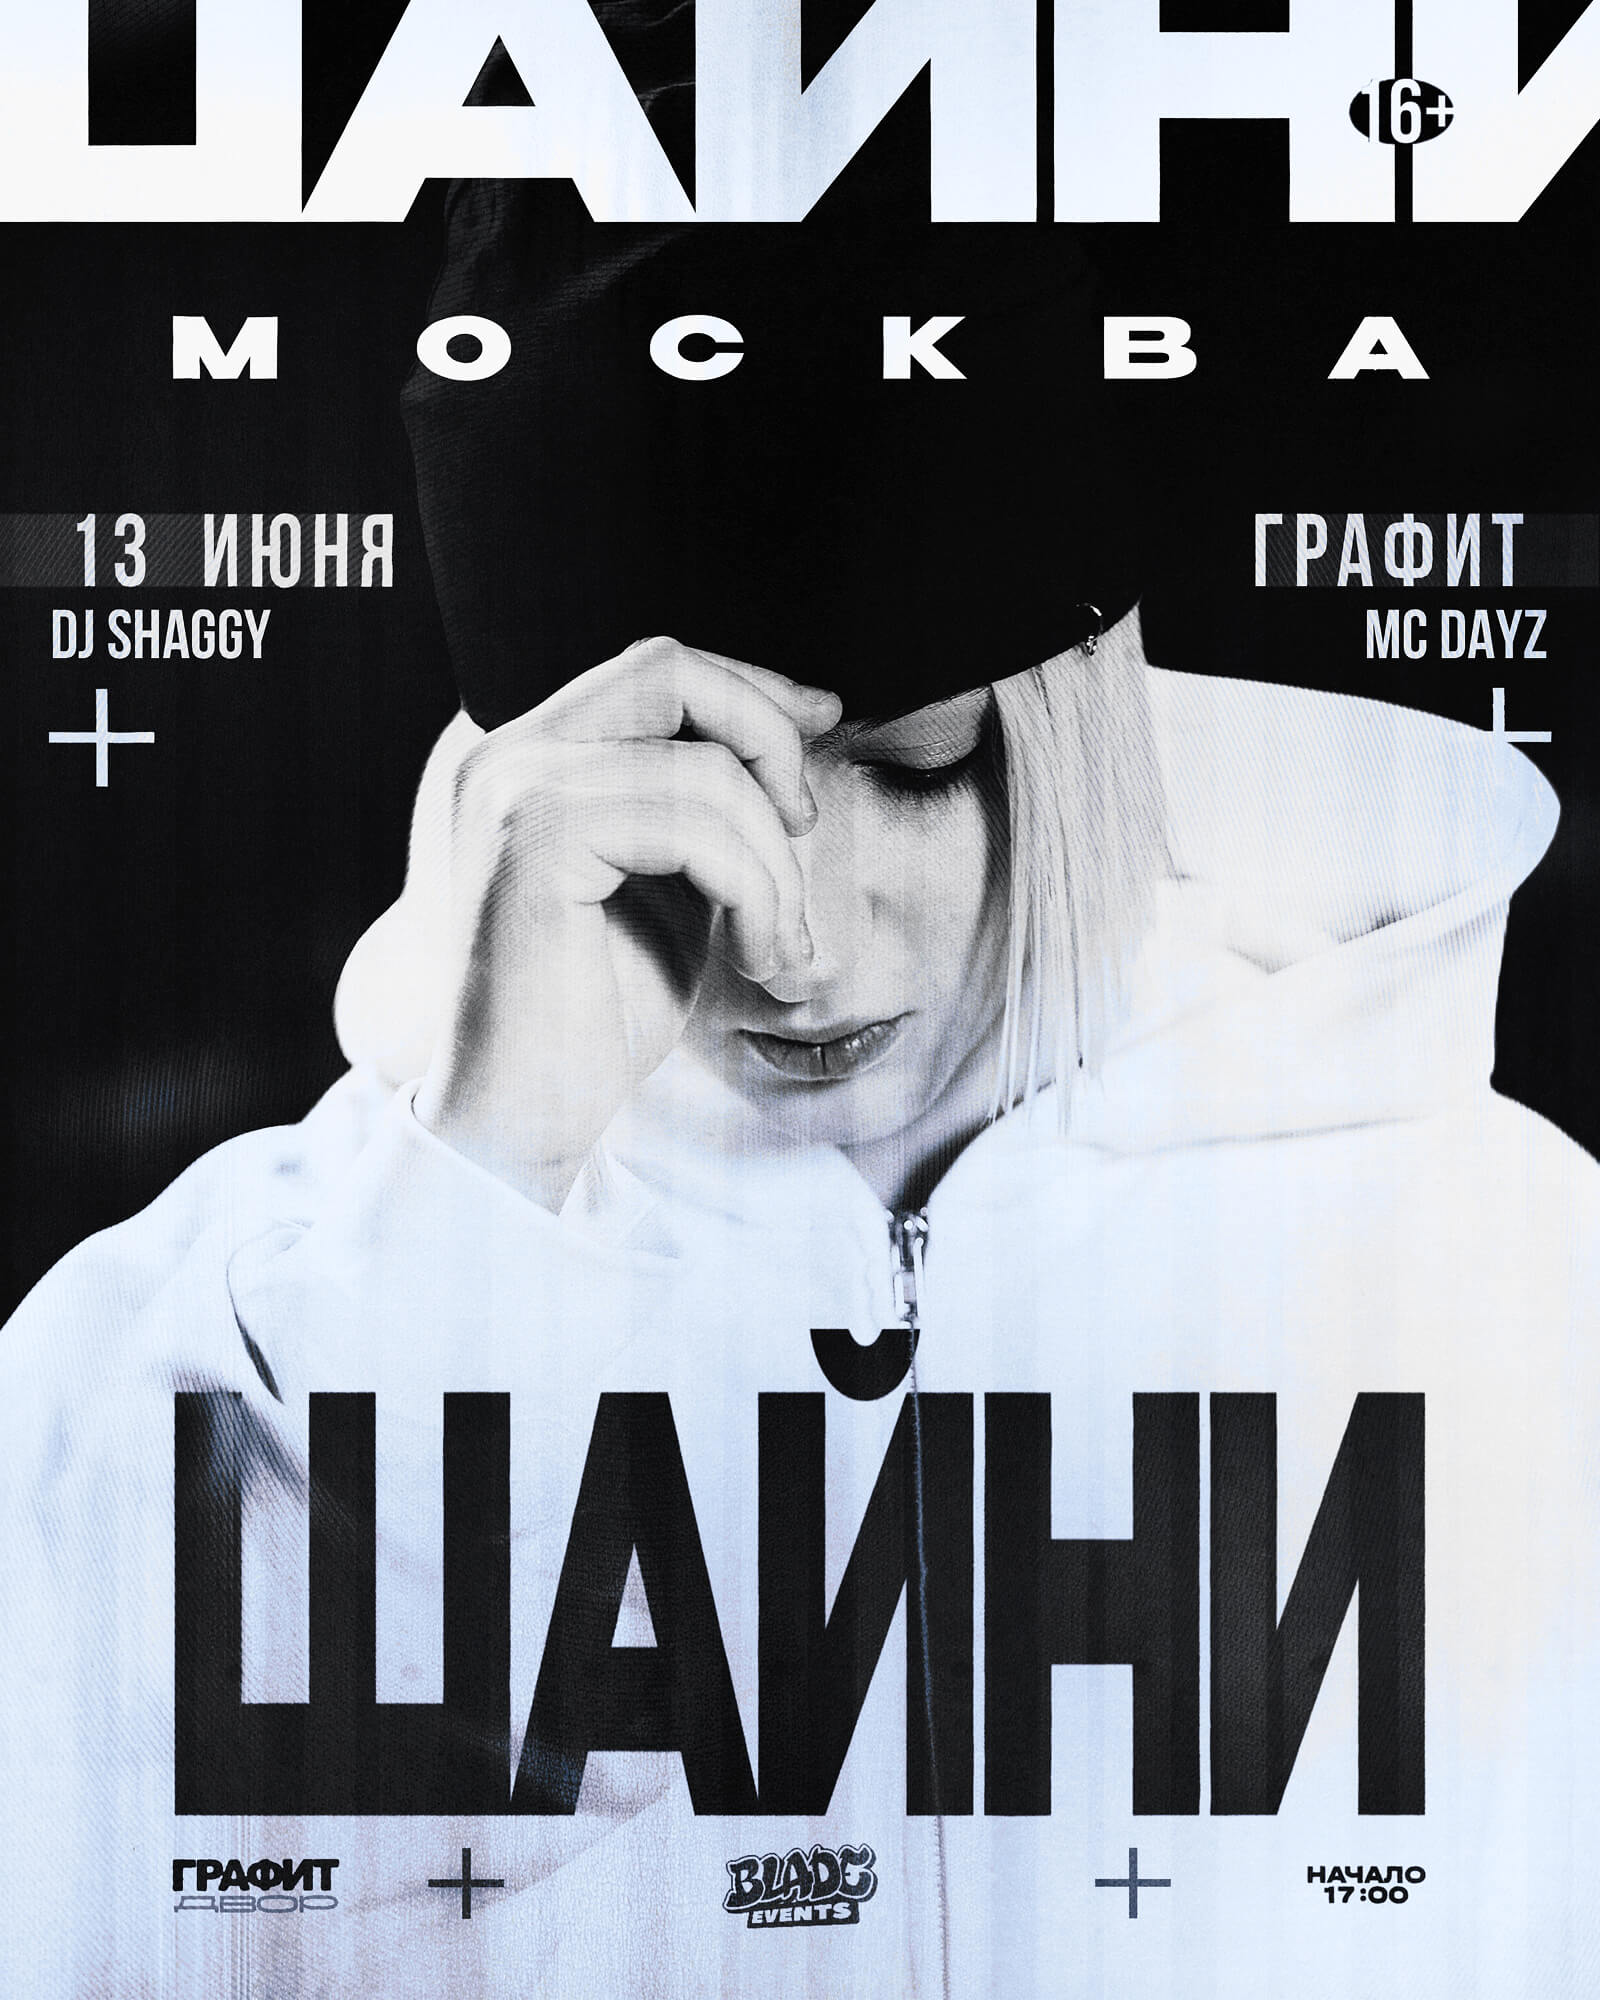 ШАЙНИ
16+
МОСКВА
13 ИЮНЯ
ГРАФИТ
DJ SHAGGY
MC DAYZ
ШАЙНИ
ГРАФИТ
ДВОР
BLADE
EVENTS
НАЧАЛО
17:00